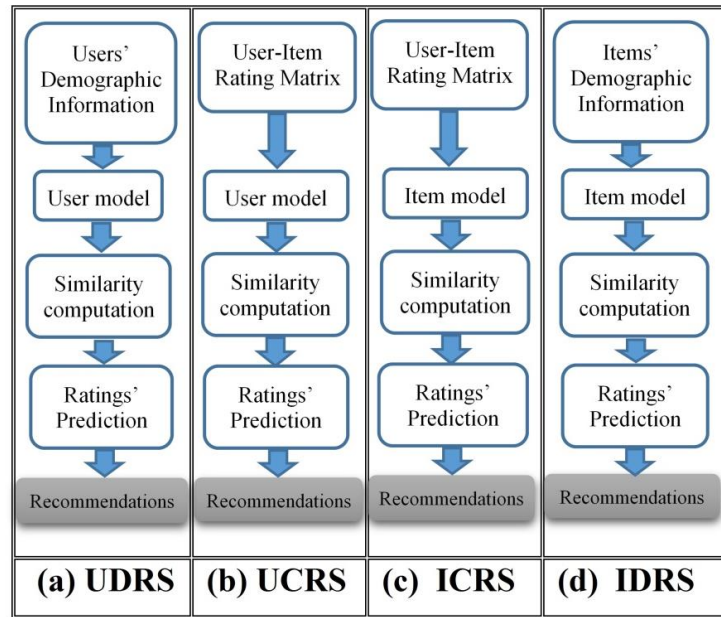 Users’
Demographic
Information
User model
Similarity
computation
Ratings’
Prediction
Recommendations
(a) UDRS
User-Item
Rating Matrix
User model
Similarity
computation
Ratings’
Prediction
Recommendations
(b) UCRS
User-Item
Rating Matrix
Item model
Similarity
computation
Ratings’
Prediction
Recommendations
(c) ICRS
Items’
Demographic
Information
Item model
Similarity
computation
Ratings’
Prediction
Recommendations
(d) IDRS